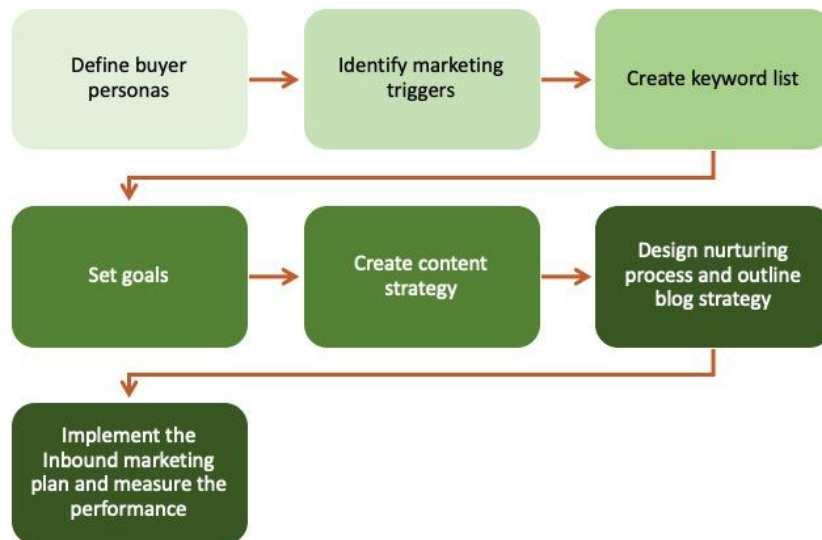 Define buyer
personas
Identify marketing
triggers
Create keyword list
Set goals
Create content
strategy
Design nurturing
process and outline
blog strategy
Implement the
Inbound marketing
plan and measure the
performance